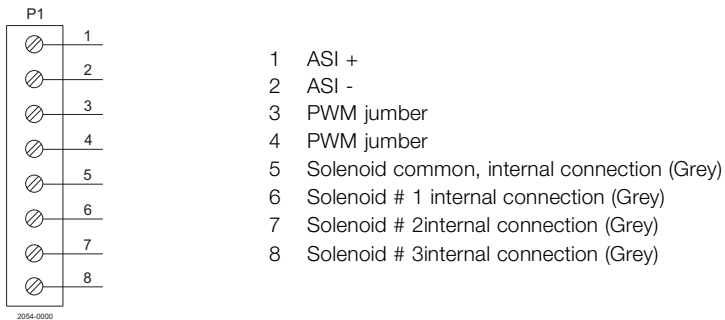 P1
1
2
3
4
5
6
7
8
2054-0000
1 ASI +
2 ASI -
3 PWM jumber
4 PWM jumber
5 Solenoid common, internal connection (Grey)
6 Solenoid # 1 internal connection (Grey)
7 Solenoid # 2internal connection (Grey)
8 Solenoid # 3internal connection (Grey)